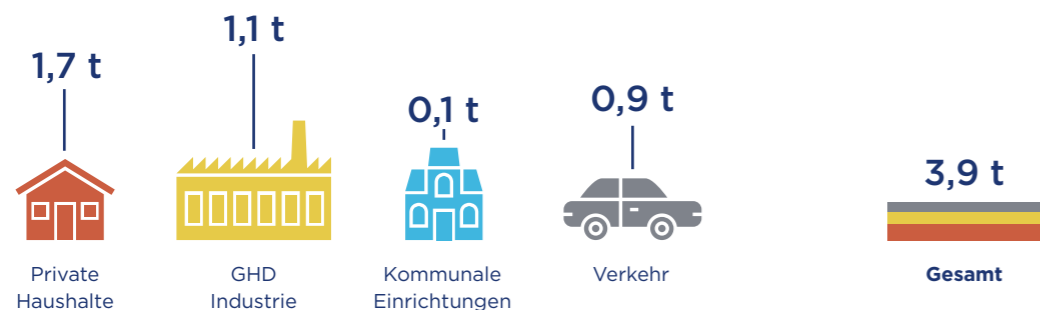 1,7 t
1,1 t
0,1 t
0,9 t
3,9 t
Private
Haushalte
GHD
Industrie
Kommunale
Einrichtungen
Verkehr
Gesamt